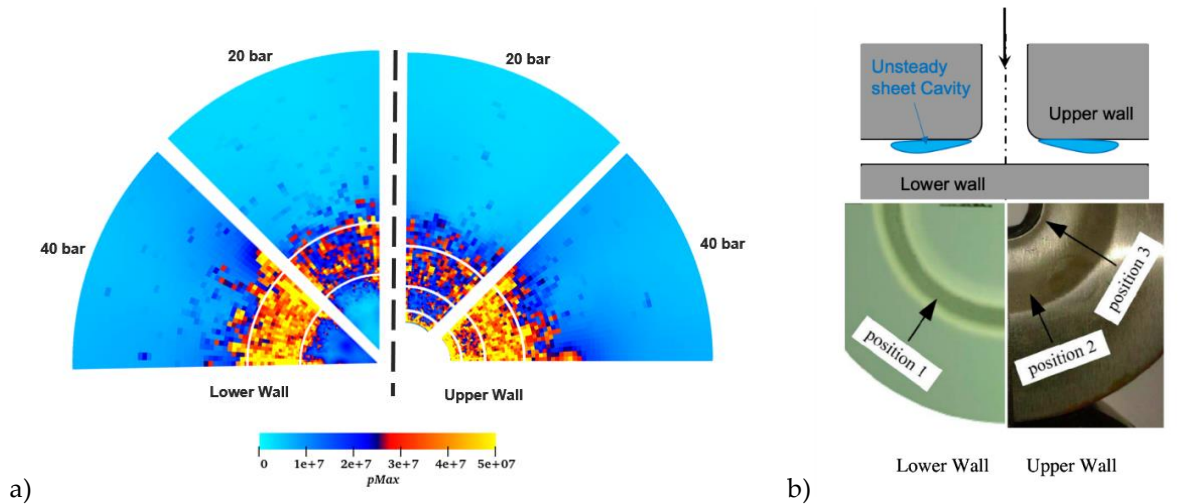 20 bar
20 bar
40 bar
40 bar
Lower Wall
Upper Wall
0
1e+7
2e+7
3e+7
4e+7
5e+07
pMax
a)
Unsteady
sheet Cavity
Upper wall
Lower wall
position 1
position 2
position 3
Lower Wall
Upper Wall
b)